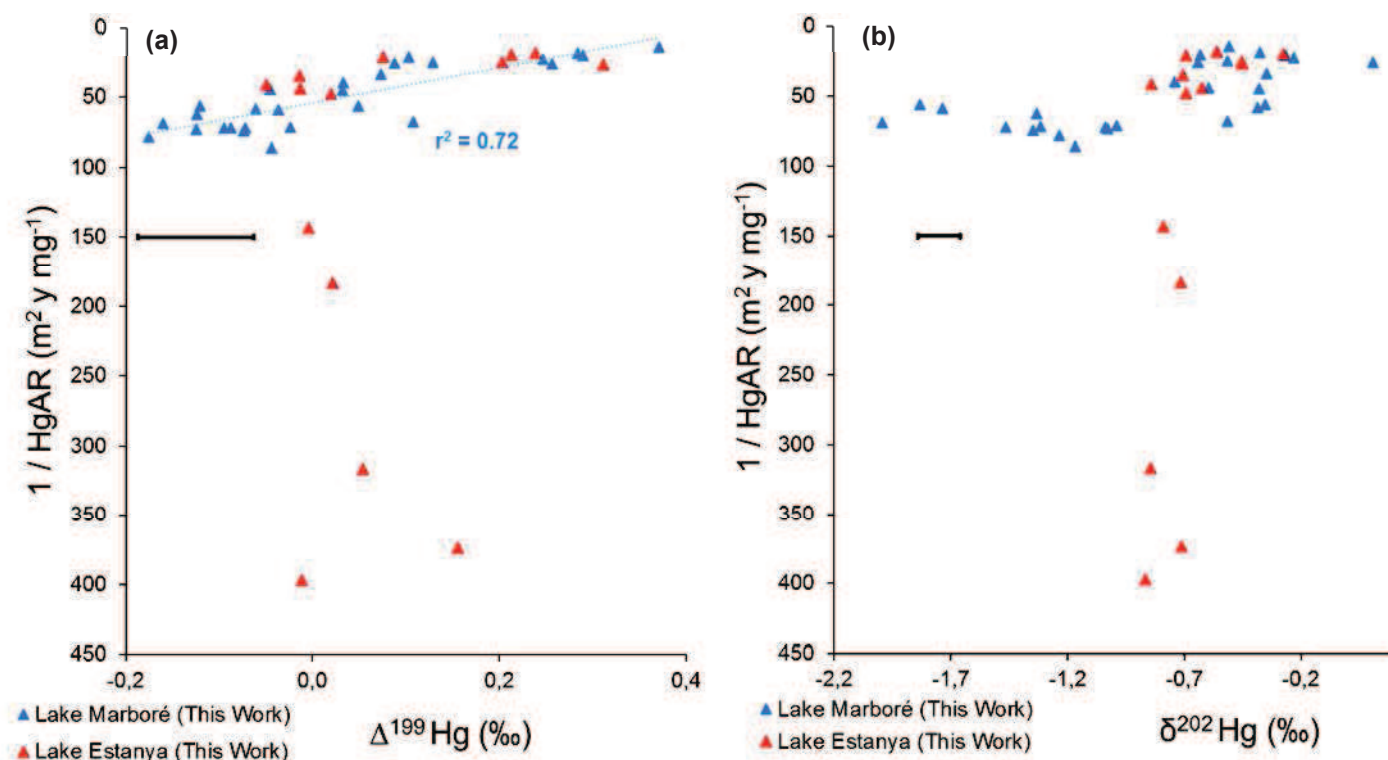 (a)
0
50
100
150
200
250
300
350
400
450
1 / HgAR (m² y mg⁻¹)
r² = 0.72
-0,2
0,0
0,2
0,4
Δ¹⁹⁹Hg (‰)
Lake Marboré (This Work)
Lake Estanya (This Work)
(b)
0
50
100
150
200
250
300
350
400
450
1 / HgAR (m² y mg⁻¹)
-2,2
-1,7
-1,2
-0,7
-0,2
δ²⁰²Hg (‰)
Lake Marboré (This Work)
Lake Estanya (This Work)